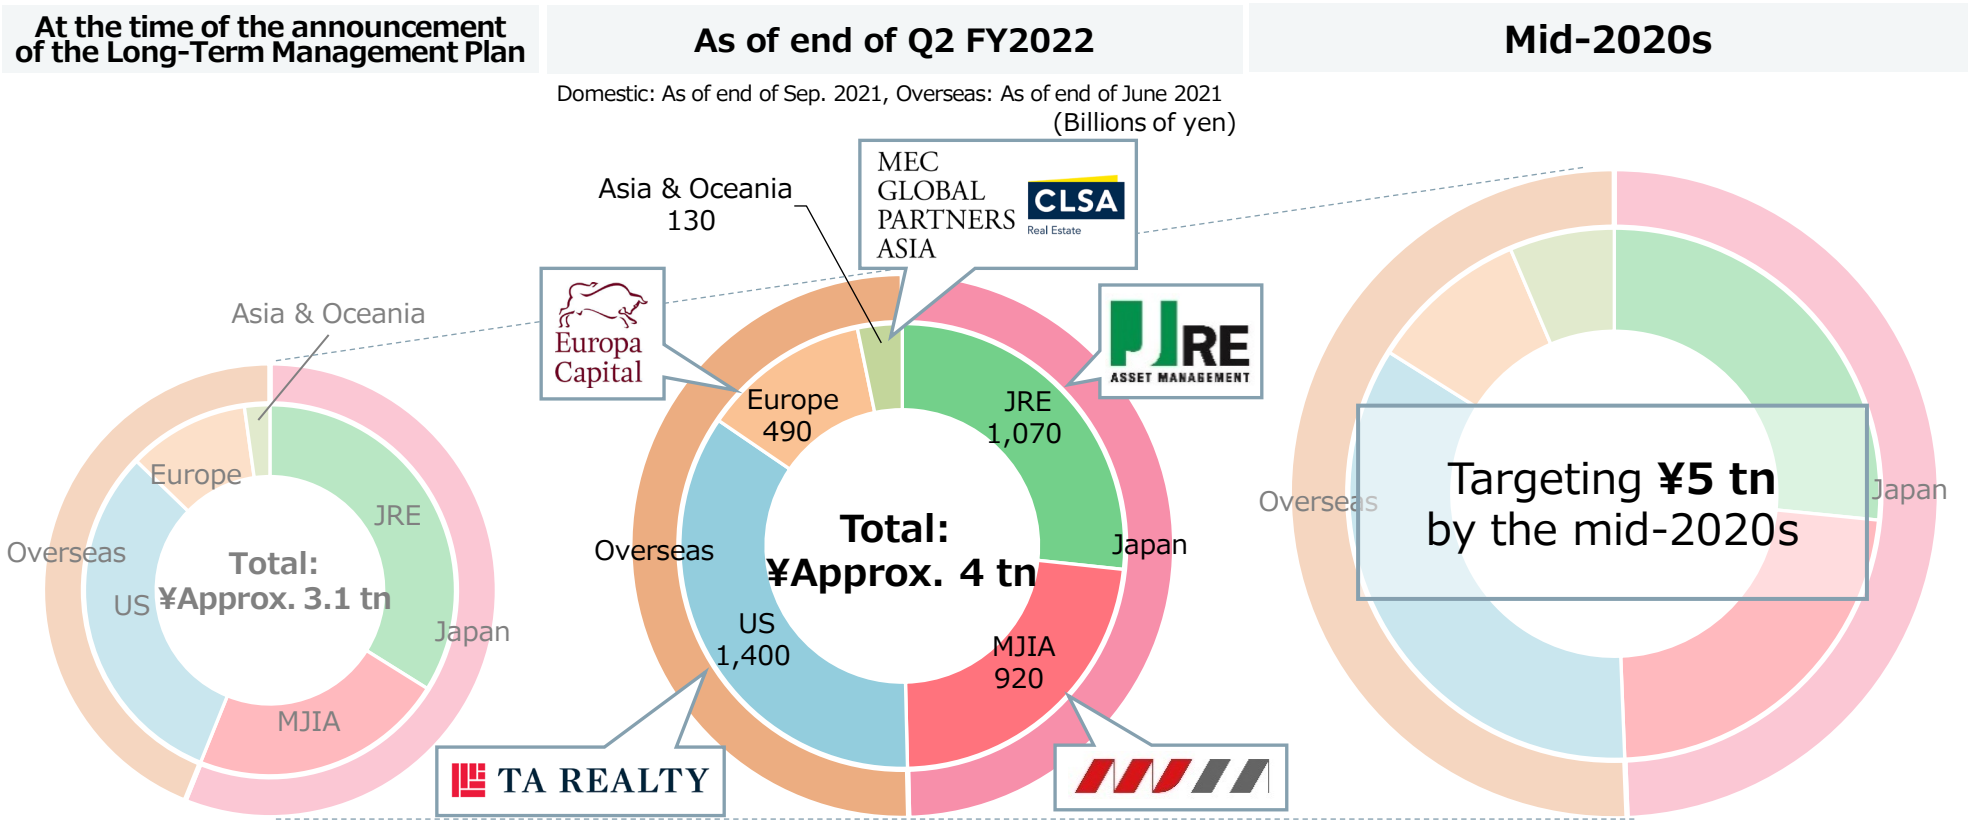 At the time of the announcement
of the Long-Term Management Plan
As of end of Q2 FY2022
Mid-2020s
Domestic: As of end of Sep. 2021, Overseas: As of end of June 2021
(Billions of yen)
Asia & Oceania
Europe
JRE
Overseas
US
Total:
¥Approx. 3.1 tn
Japan
MJIA
Asia & Oceania
130
MEC
GLOBAL
PARTNERS
ASIA
CLSA
Real Estate
Europa
Capital
JRE
ASSET MANAGEMENT
Europe
490
JRE
1,070
Overseas
Total:
¥Approx. 4 tn
Japan
US
1,400
MJIA
920
TA REALTY
MJIA
Overseas
Targeting ¥5 tn
by the mid-2020s
Japan